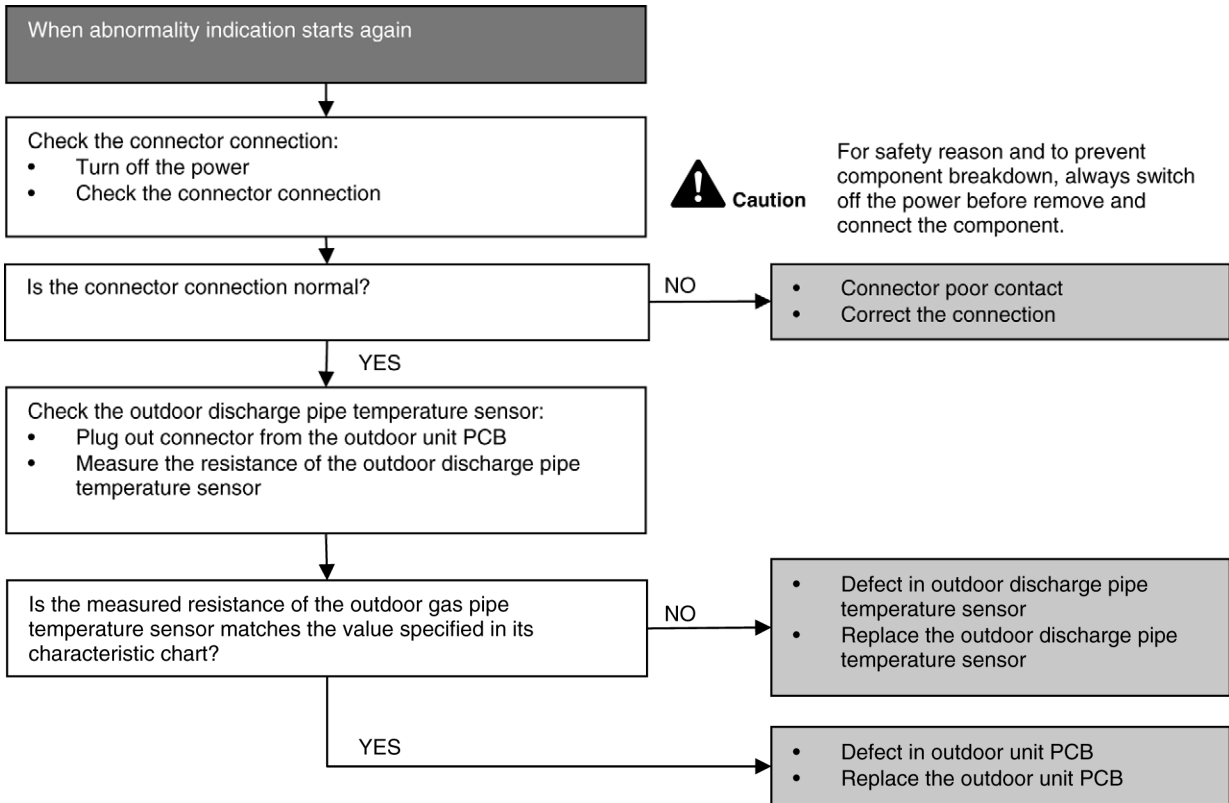 When abnormality indication starts again
Check the connector connection:
• Turn off the power
• Check the connector connection
Caution
For safety reason and to prevent
component breakdown, always switch
off the power before remove and
connect the component.
Is the connector connection normal?
NO
• Connector poor contact
• Correct the connection
YES
Check the outdoor discharge pipe temperature sensor:
• Plug out connector from the outdoor unit PCB
• Measure the resistance of the outdoor discharge pipe
temperature sensor
Is the measured resistance of the outdoor gas pipe
temperature sensor matches the value specified in its
characteristic chart?
NO
• Defect in outdoor discharge pipe
temperature sensor
• Replace the outdoor discharge pipe
temperature sensor
YES
• Defect in outdoor unit PCB
• Replace the outdoor unit PCB